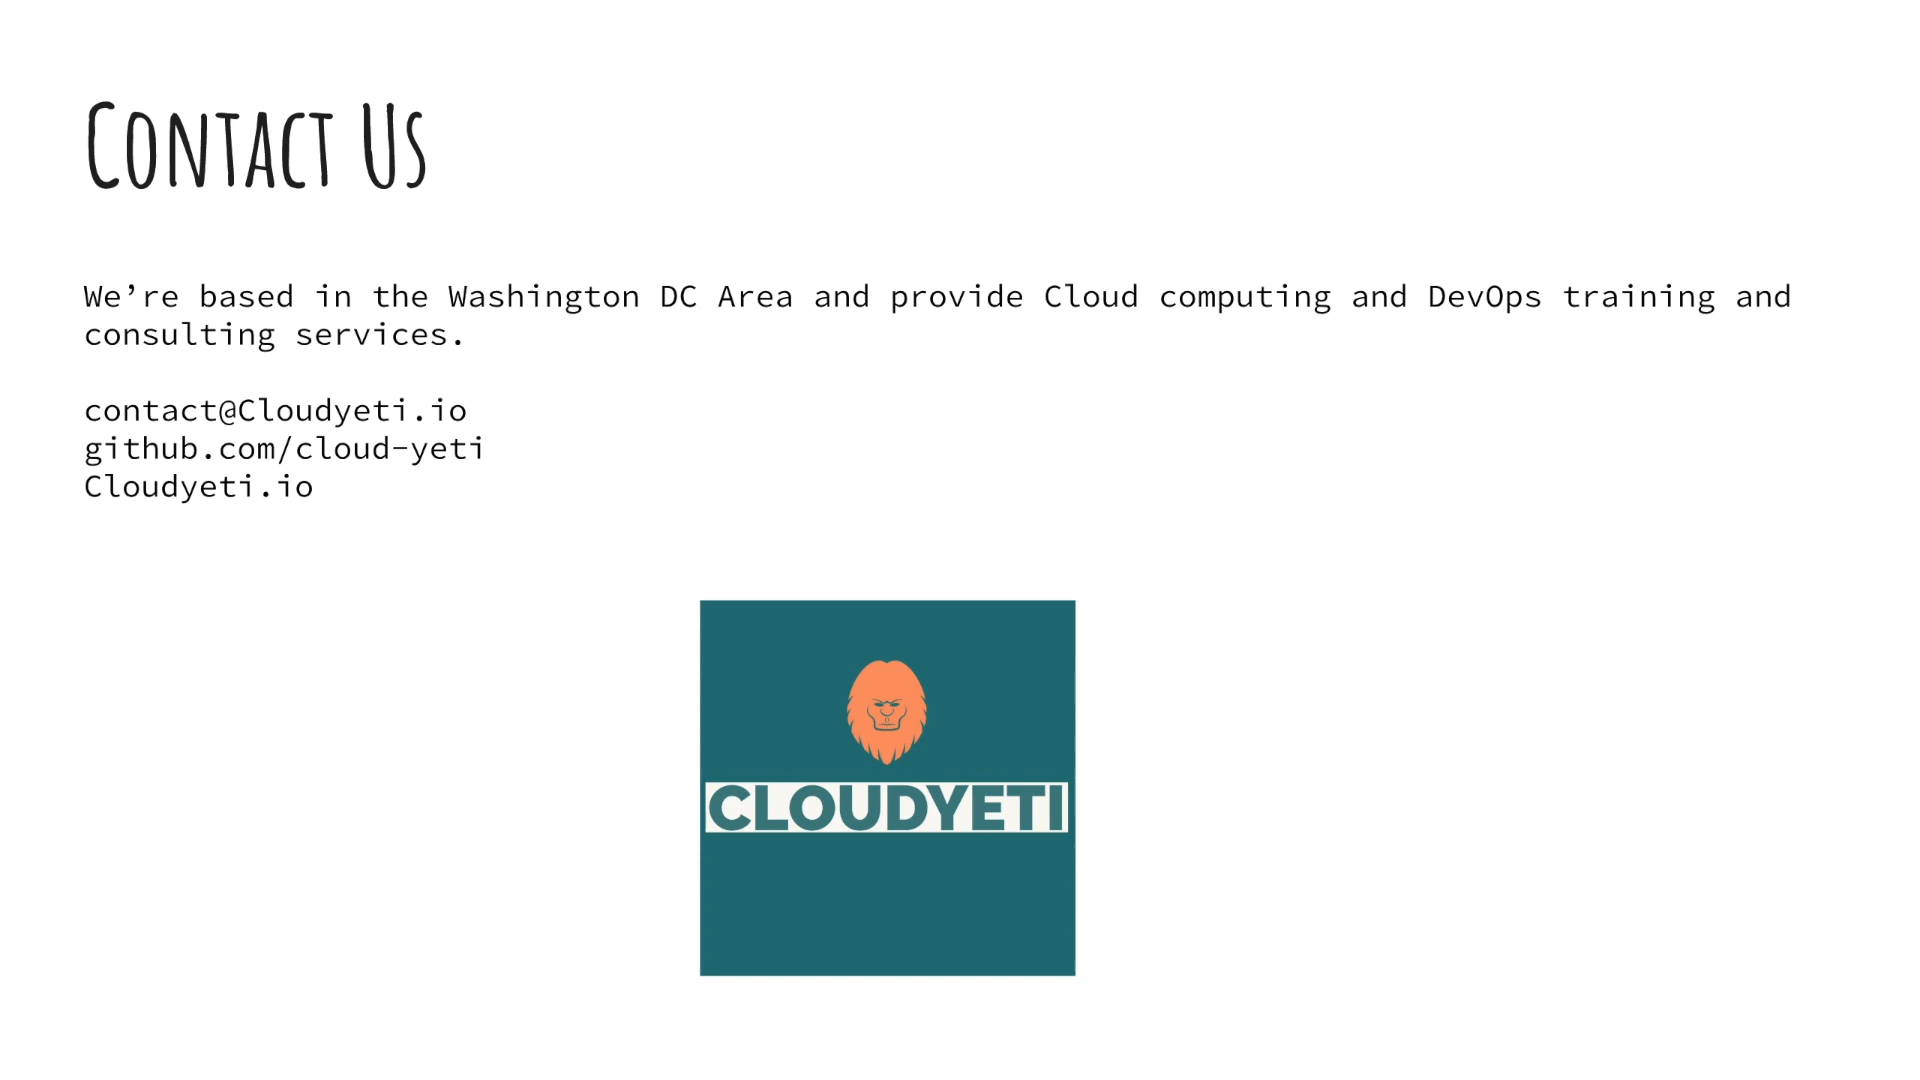 Contact Us
We’re based in the Washington DC Area and provide Cloud computing and DevOps training and
consulting services.
contact@Cloudyeti.io
github.com/cloud-yeti
Cloudyeti.io
CLOUDYETI